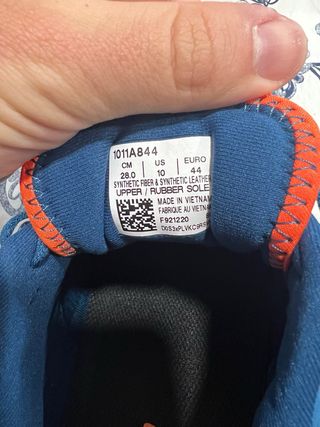 1011A844
CM US EURO
28.0 10 44
SYNTHETIC FIBER & SYNTHETIC LEATHER
UPPER / RUBBER SOLE
MADE IN VIETNAM
FABRIQUE AU VIETNAM
F921220